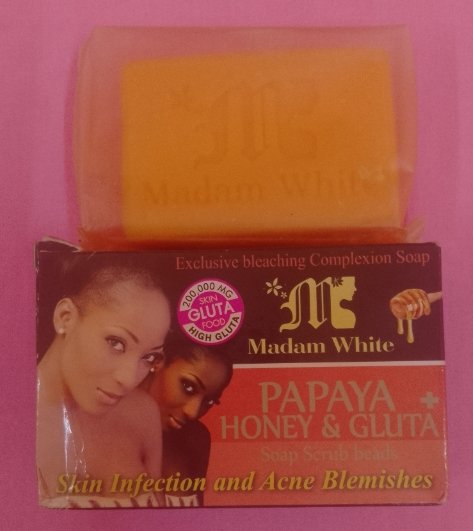 Madam White
Exclusive bleaching Complexion Soap
200 000 MG
SKIN
GLUTA
FOOD
HIGH GLUTA
M
Madam White
PAPAYA +
HONEY & GLUTA
Soap Scrub beads
Skin Infection and Acne Blemishes